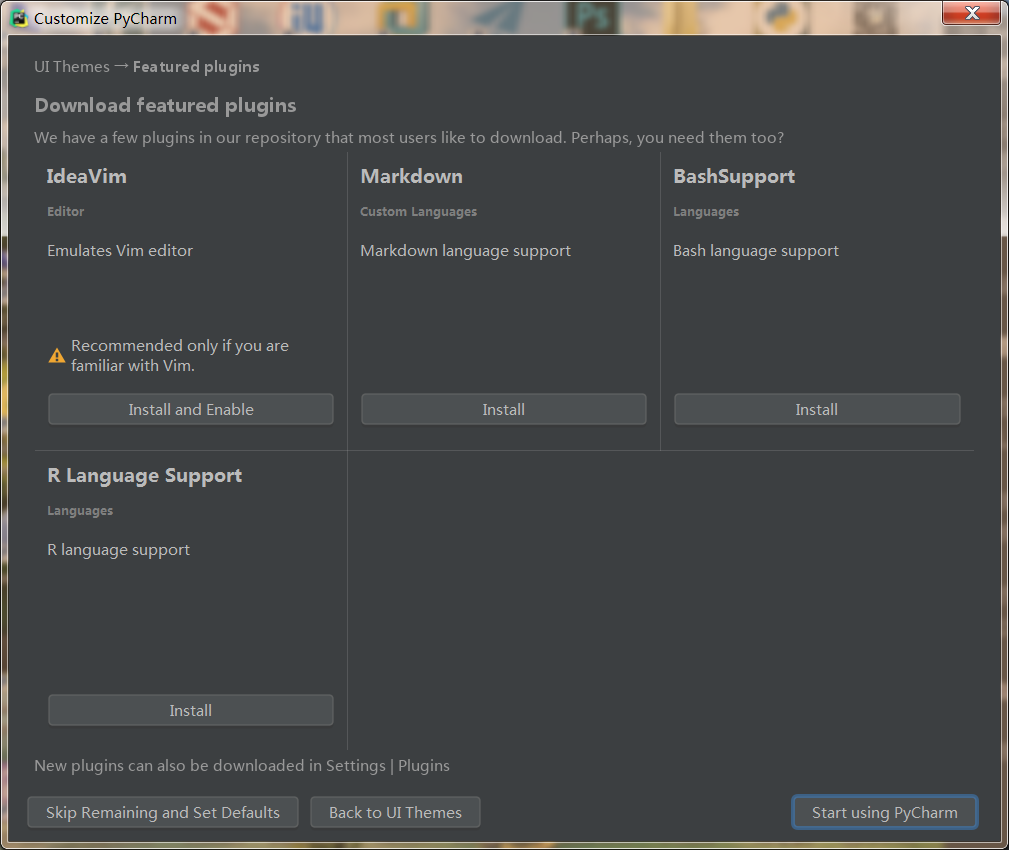 Customize PyCharm
UI Themes → Featured plugins
Download featured plugins
We have a few plugins in our repository that most users like to download. Perhaps, you need them too?
IdeaVim
Editor
Emulates Vim editor
Recommended only if you are
familiar with Vim.
Install and Enable
Markdown
Custom Languages
Markdown language support
Install
BashSupport
Languages
Bash language support
Install
R Language Support
Languages
R language support
Install
New plugins can also be downloaded in Settings | Plugins
Skip Remaining and Set Defaults
Back to UI Themes
Start using PyCharm